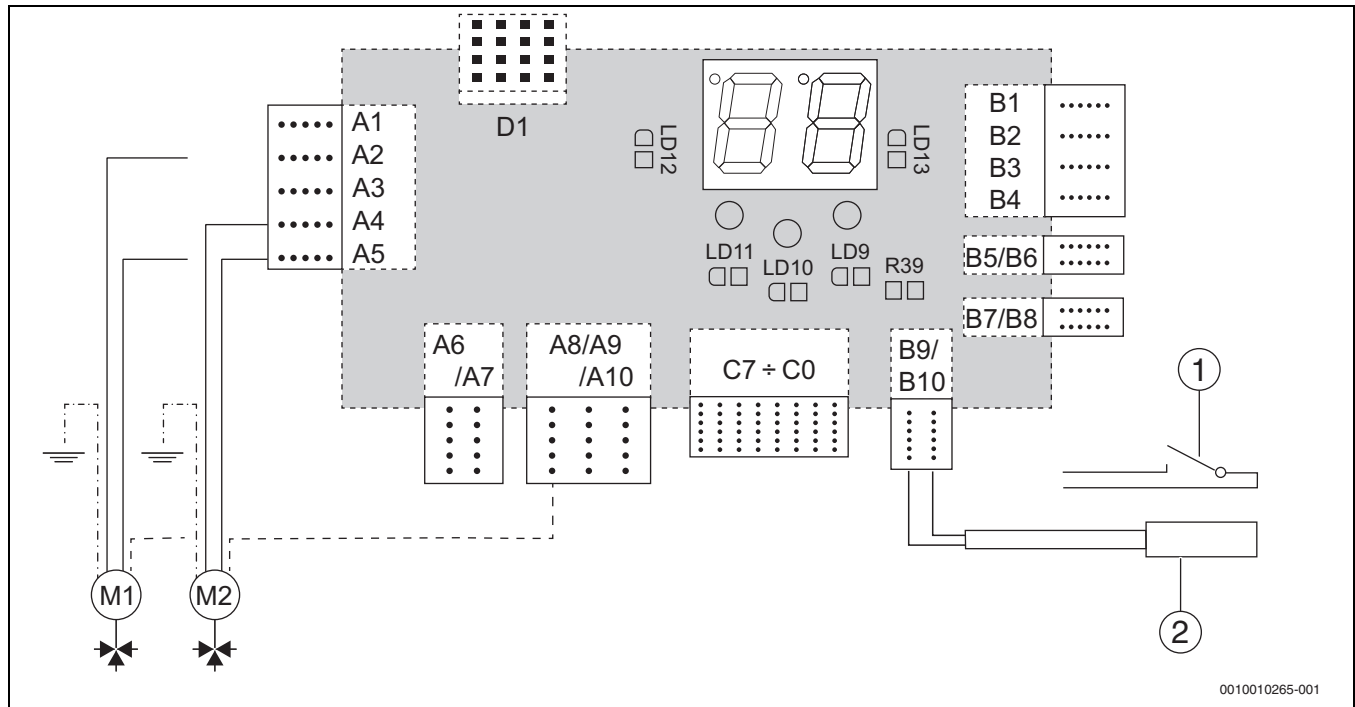 D1
A1
A2
A3
A4
A5
LD12
LD13
B1
B2
B3
B4
LD11
LD10
LD9
R39
B5/B6
B7/B8
A6
/A7
A8/A9
/A10
C7 ÷ C0
B9/
B10
1
M1
M2
2
0010010265-001